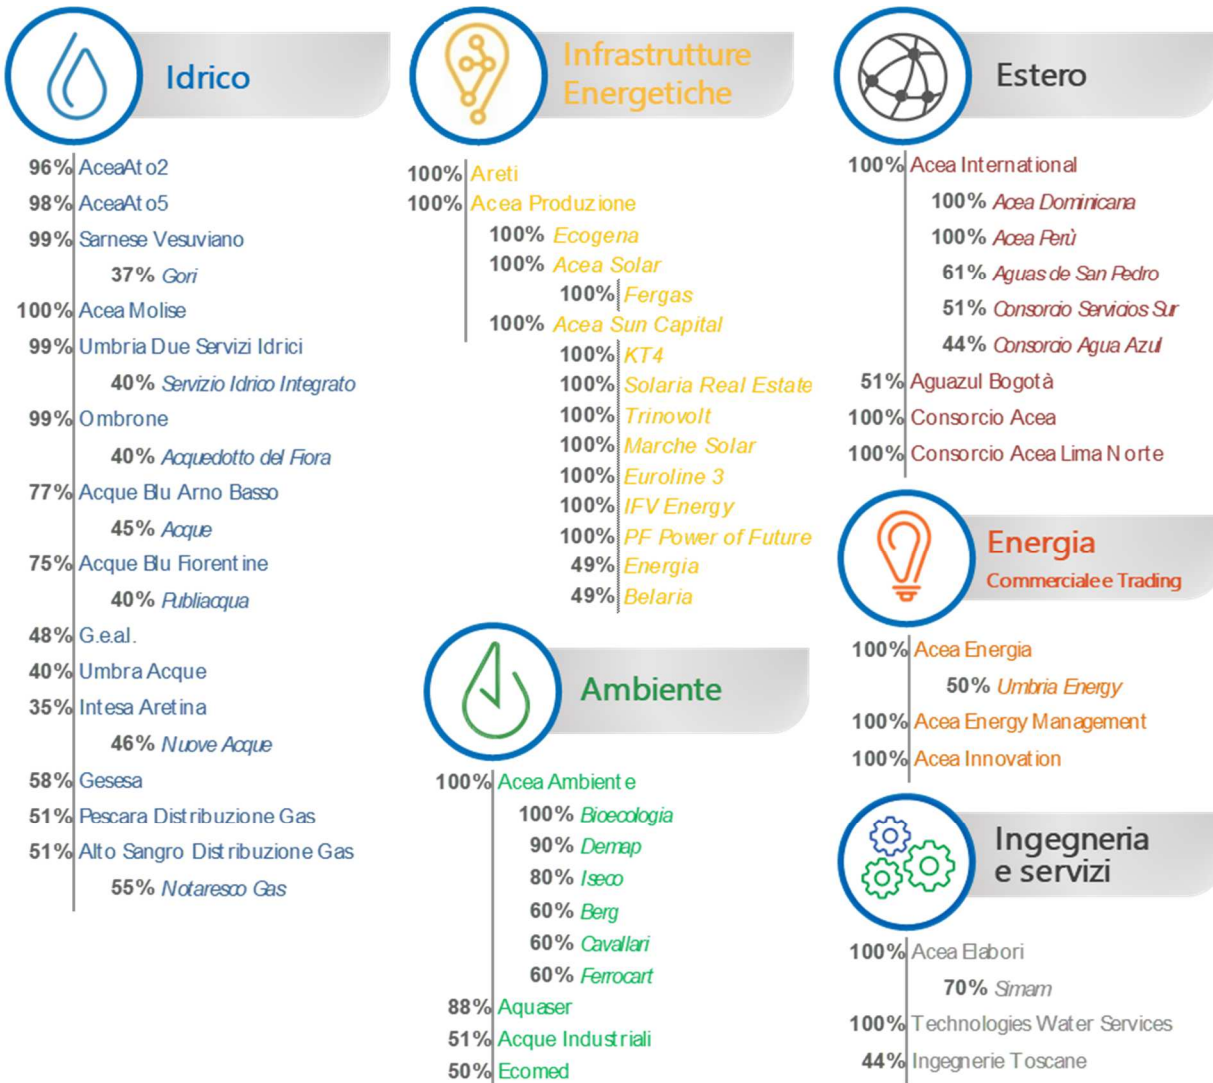 Idrico
96% AceaAto2
98% AceaAto5
99% Sarnese Vesuviano
37% Gori
100% Acea Molise
99% Umbria Due Servizi Idrici
40% Servizio Idrico Integrato
99% Ombrone
40% Acquedotto del Fiora
77% Acque Blu Arno Basso
45% Acque
75% Acque Blu Fiorentine
40% Publiacqua
48% G.e.a.l.
40% Umbra Acque
35% Intesa Aretina
46% Nuove Acque
58% Gesesa
51% Pescara Distribuzione Gas
51% Alto Sangro Distribuzione Gas
55% Notaresco Gas
Infrastrutture
Energetiche
100% Areti
100% Acea Produzione
100% Ecogena
100% Acea Solar
100% Fergas
100% Acea Sun Capital
100% KT4
100% Solaria Real Estate
100% Trinovolt
100% Marche Solar
100% Euroline 3
100% IFV Energy
100% PF Power of Future
49% Energia
49% Belaria
Ambiente
100% Acea Ambiente
100% Bioecologia
90% Demap
80% Iseco
60% Berg
60% Cavallari
60% Ferrocart
88% Aquaser
51% Acque Industriali
50% Ecomed
Estero
100% Acea International
100% Acea Dominicana
100% Acea Perù
61% Aguas de San Pedro
51% Consorcio Servicios Sur
44% Consorcio Agua Azul
51% Aguazul Bogotà
100% Consorcio Acea
100% Consorcio Acea Lima Norte
Energia
Commerciale e Trading
100% Acea Energia
50% Umbria Energy
100% Acea Energy Management
100% Acea Innovation
Ingegneria
e servizi
100% Acea Elabori
70% Simam
100% Technologies Water Services
44% Ingegnerie Toscane